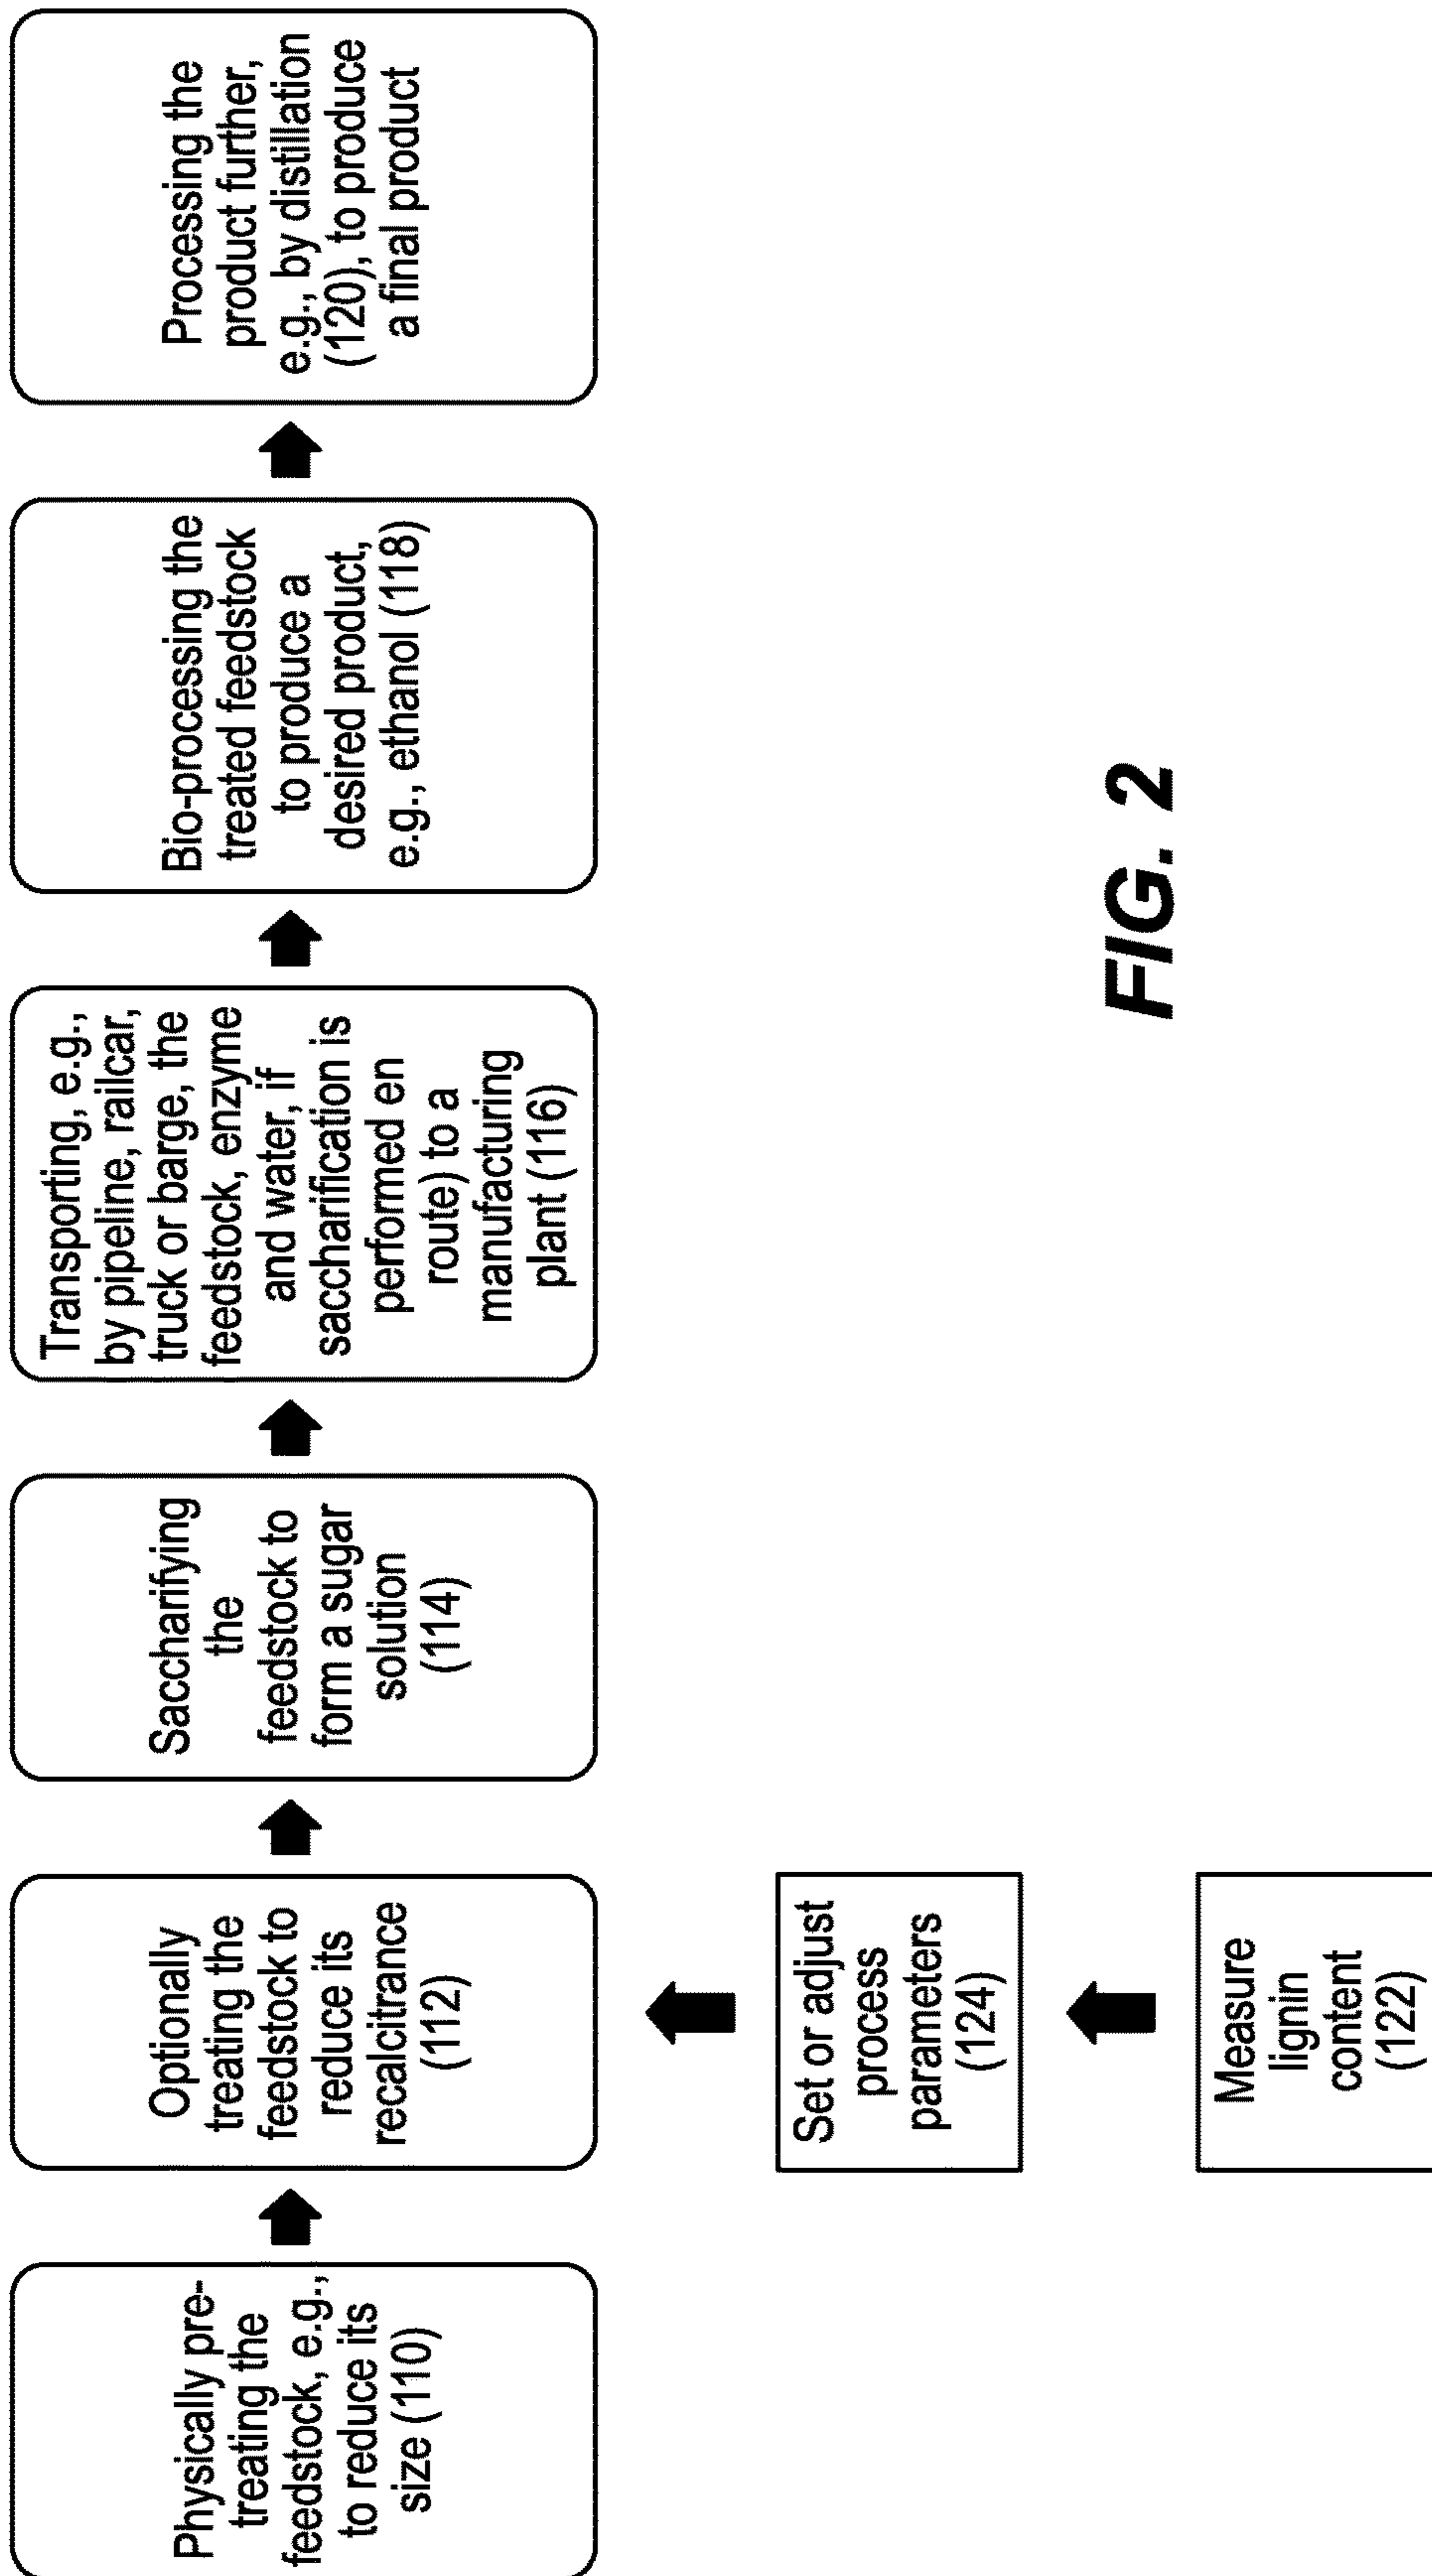 Physically pre-
treating the
feedstock, e.g.,
to reduce its
size (110)
Optionally
treating the
feedstock to
reduce its
recalcitrance
(112)
Saccharifying
the
feedstock to
form a sugar
solution
(114)
Transporting, e.g.,
by pipeline, railcar,
truck or barge, the
feedstock, enzyme
and water, if
saccharification is
performed en
route) to a
manufacturing
plant (116)
Bio-processing the
treated feedstock
to produce a
desired product,
e.g., ethanol (118)
Processing the
product further,
e.g., by distillation
(120), to produce
a final product
Set or adjust
process
parameters
(124)
Measure
lignin
content
(122)
FIG. 2